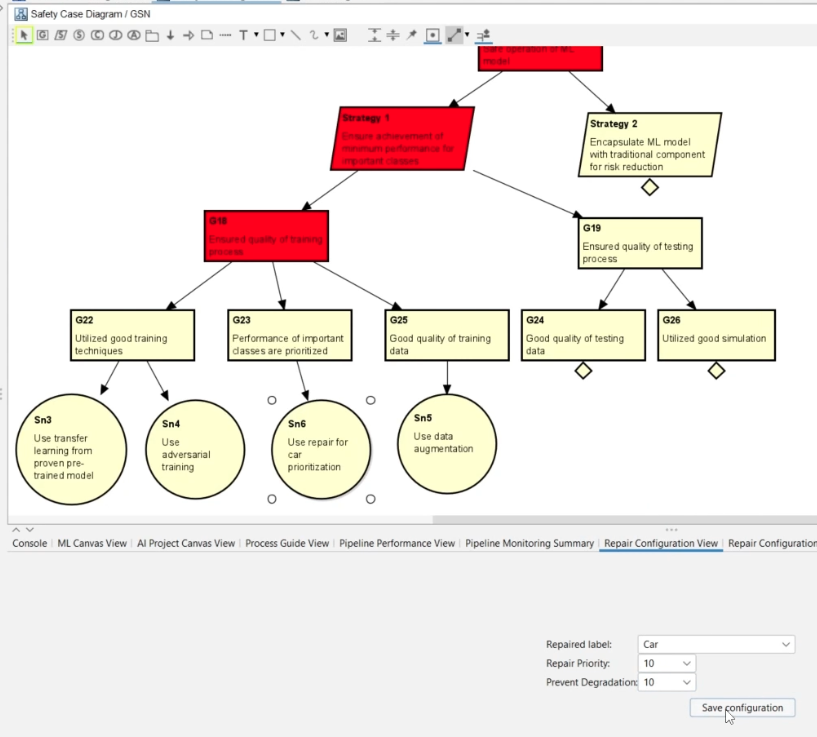 Safety Case Diagram / GSN
G S S C J A T
Safe operation of ML
model
Strategy 1
Ensure achievement of
minimum performance for
important classes
Strategy 2
Encapsulate ML model
with traditional component
for risk reduction
G18
Ensured quality of training
process
G19
Ensured quality of testing
process
G22
Utilized good training
techniques
G23
Performance of important
classes are prioritized
G25
Good quality of training
data
G24
Good quality of testing
data
G26
Utilized good simulation
Sn3
Use transfer
learning from
proven pre-
trained model
Sn4
Use
adversarial
training
Sn6
Use repair for
car
prioritization
Sn5
Use data
augmentation
Console ML Canvas View AI Project Canvas View Process Guide View Pipeline Performance View Pipeline Monitoring Summary Repair Configuration View Repair Configuration
Repaired label: Car
Repair Priority: 10
Prevent Degradation: 10
Save configuration